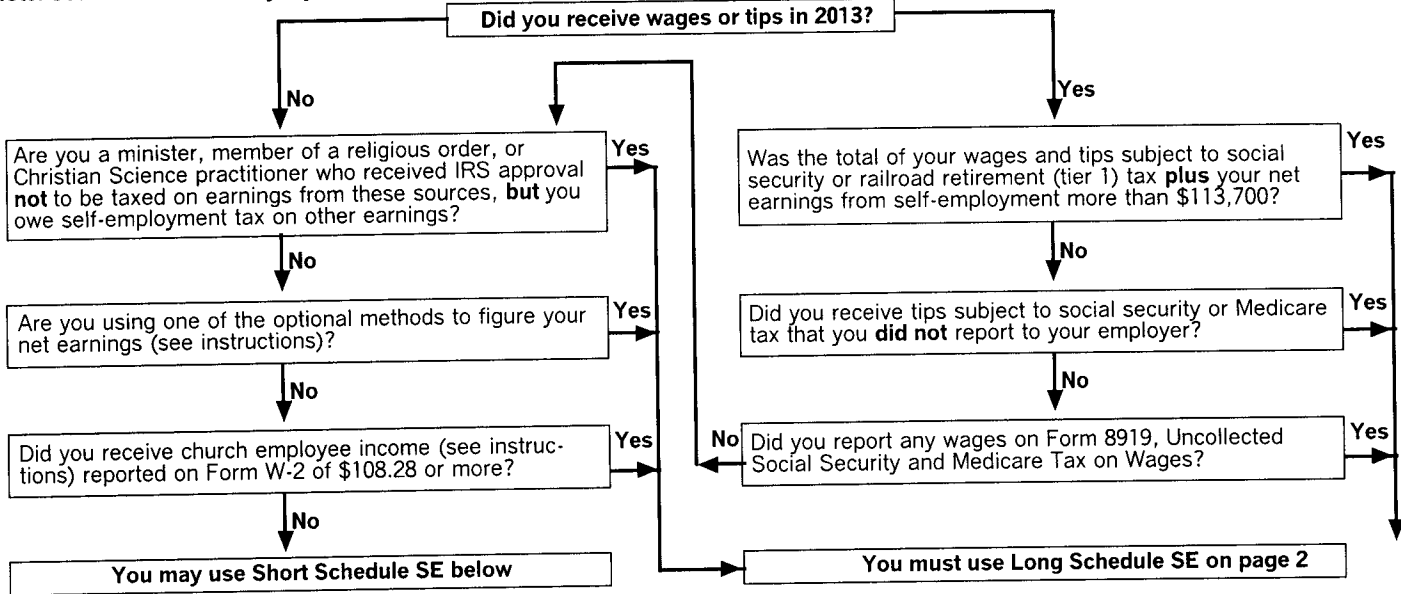 Did you receive wages or tips in 2013?
No
Yes
Are you a minister, member of a religious order, or
Christian Science practitioner who received IRS approval
not to be taxed on earnings from these sources, but you
owe self-employment tax on other earnings?
Yes
Was the total of your wages and tips subject to social
security or railroad retirement (tier 1) tax plus your net
earnings from self-employment more than $113,700?
Yes
No
No
Are you using one of the optional methods to figure your
net earnings (see instructions)?
Yes
Did you receive tips subject to social security or Medicare
tax that you did not report to your employer?
Yes
No
No
Did you receive church employee income (see instruc-
tions) reported on Form W-2 of $108.28 or more?
Yes
No
Did you report any wages on Form 8919, Uncollected
Social Security and Medicare Tax on Wages?
Yes
No
You may use Short Schedule SE below
You must use Long Schedule SE on page 2